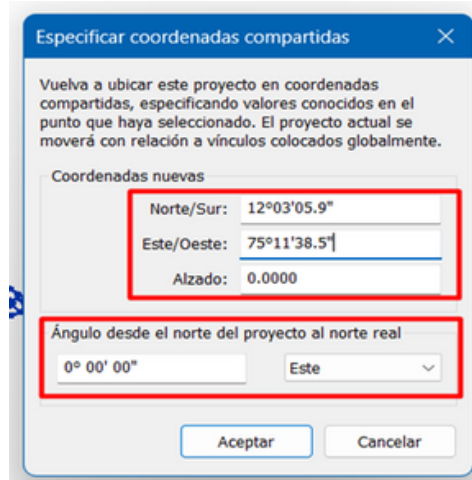 Especificar coordenadas compartidas
Vuelva a ubicar este proyecto en coordenadas
compartidas, especificando valores conocidos en el
punto que haya seleccionado. El proyecto actual se
moverá con relación a vínculos colocados globalmente.
Coordenadas nuevas
Norte/Sur: 12°03'05.9"
Este/Oeste: 75°11'38.5"
Alzado: 0.0000
Ángulo desde el norte del proyecto al norte real
0° 00' 00" Este
Aceptar Cancelar